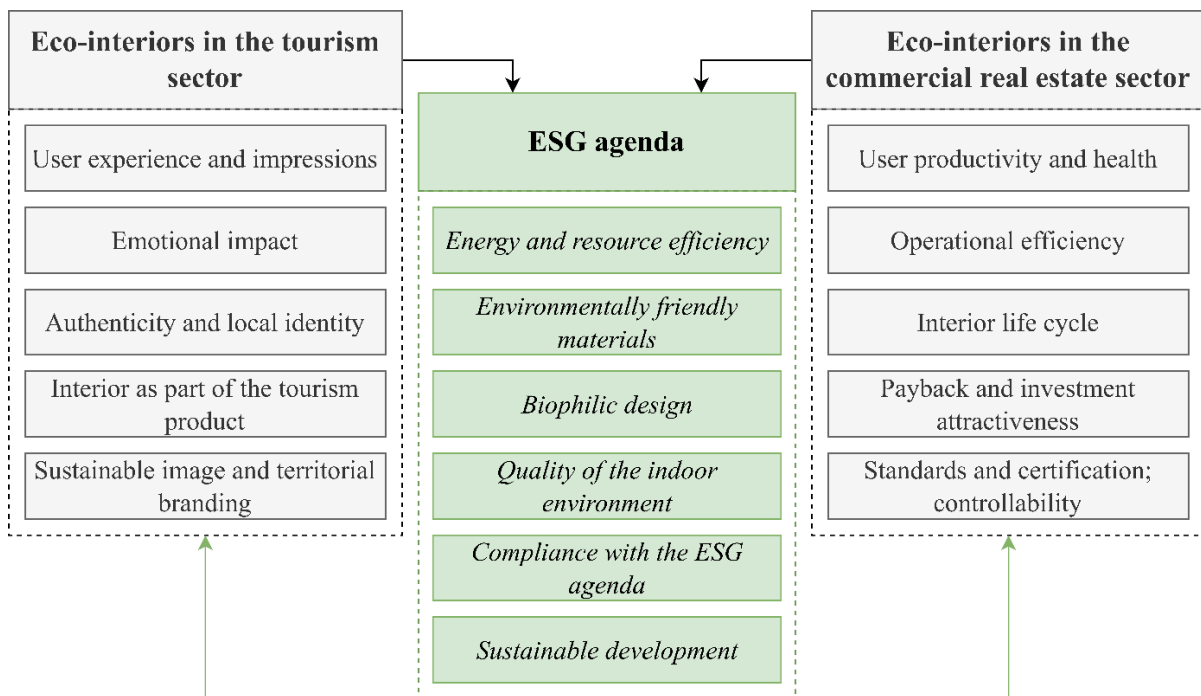 Eco-interiors in the tourism
sector
User experience and impressions
Emotional impact
Authenticity and local identity
Interior as part of the tourism
product
Sustainable image and territorial
branding
ESG agenda
Energy and resource efficiency
Environmentally friendly
materials
Biophilic design
Quality of the indoor
environment
Compliance with the ESG
agenda
Sustainable development
Eco-interiors in the
commercial real estate sector
User productivity and health
Operational efficiency
Interior life cycle
Payback and investment
attractiveness
Standards and certification;
controllability